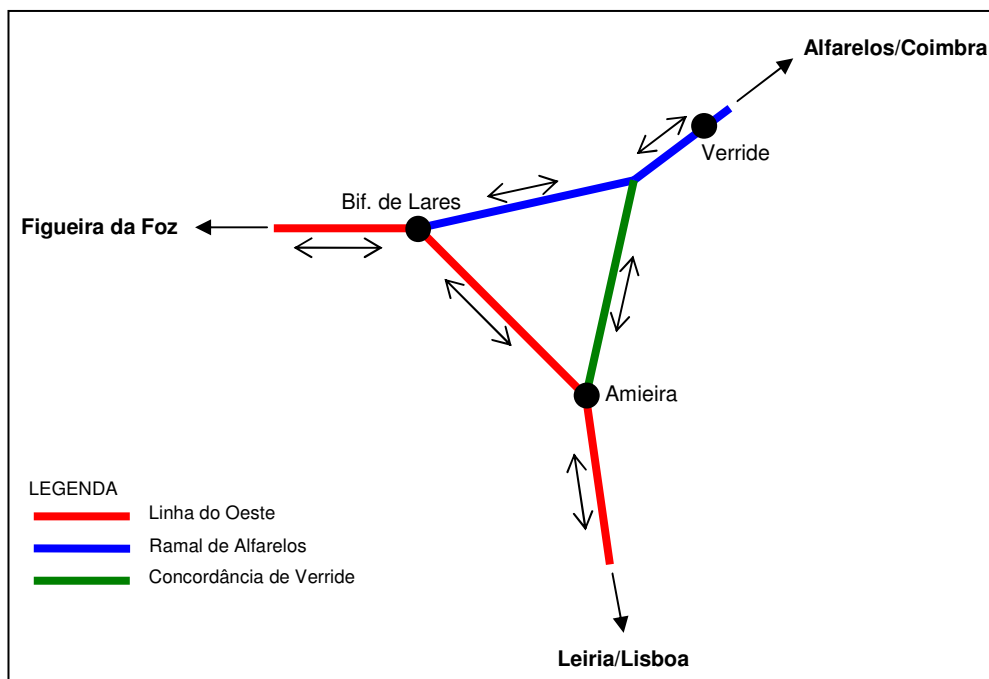 Alfarelos/Coimbra
Verride
Bif. de Lares
Figueira da Foz
Amieira
LEGENDA
Linha do Oeste
Ramal de Alfarelos
Concordância de Verride
Leiria/Lisboa